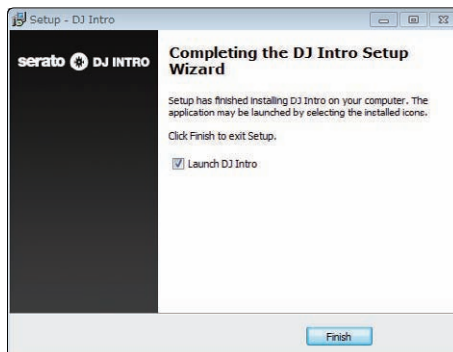 Setup - DJ Intro
serato DJ INTRO
Completing the DJ Intro Setup
Wizard
Setup has finished installing DJ Intro on your computer. The
application may be launched by selecting the installed icons.
Click Finish to exit Setup.
Launch DJ Intro
Finish